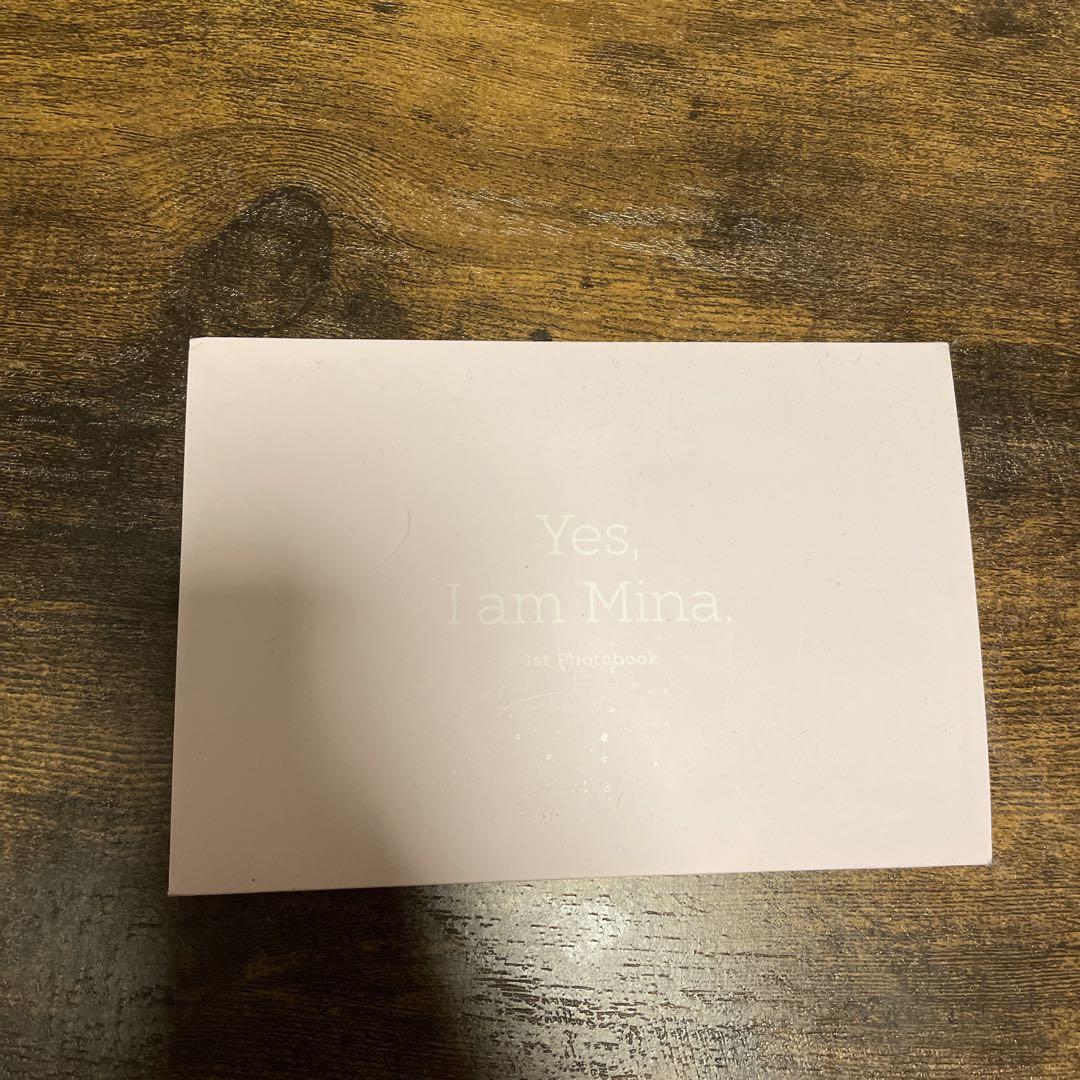 Yes,
I am Mina.
1st Photobook